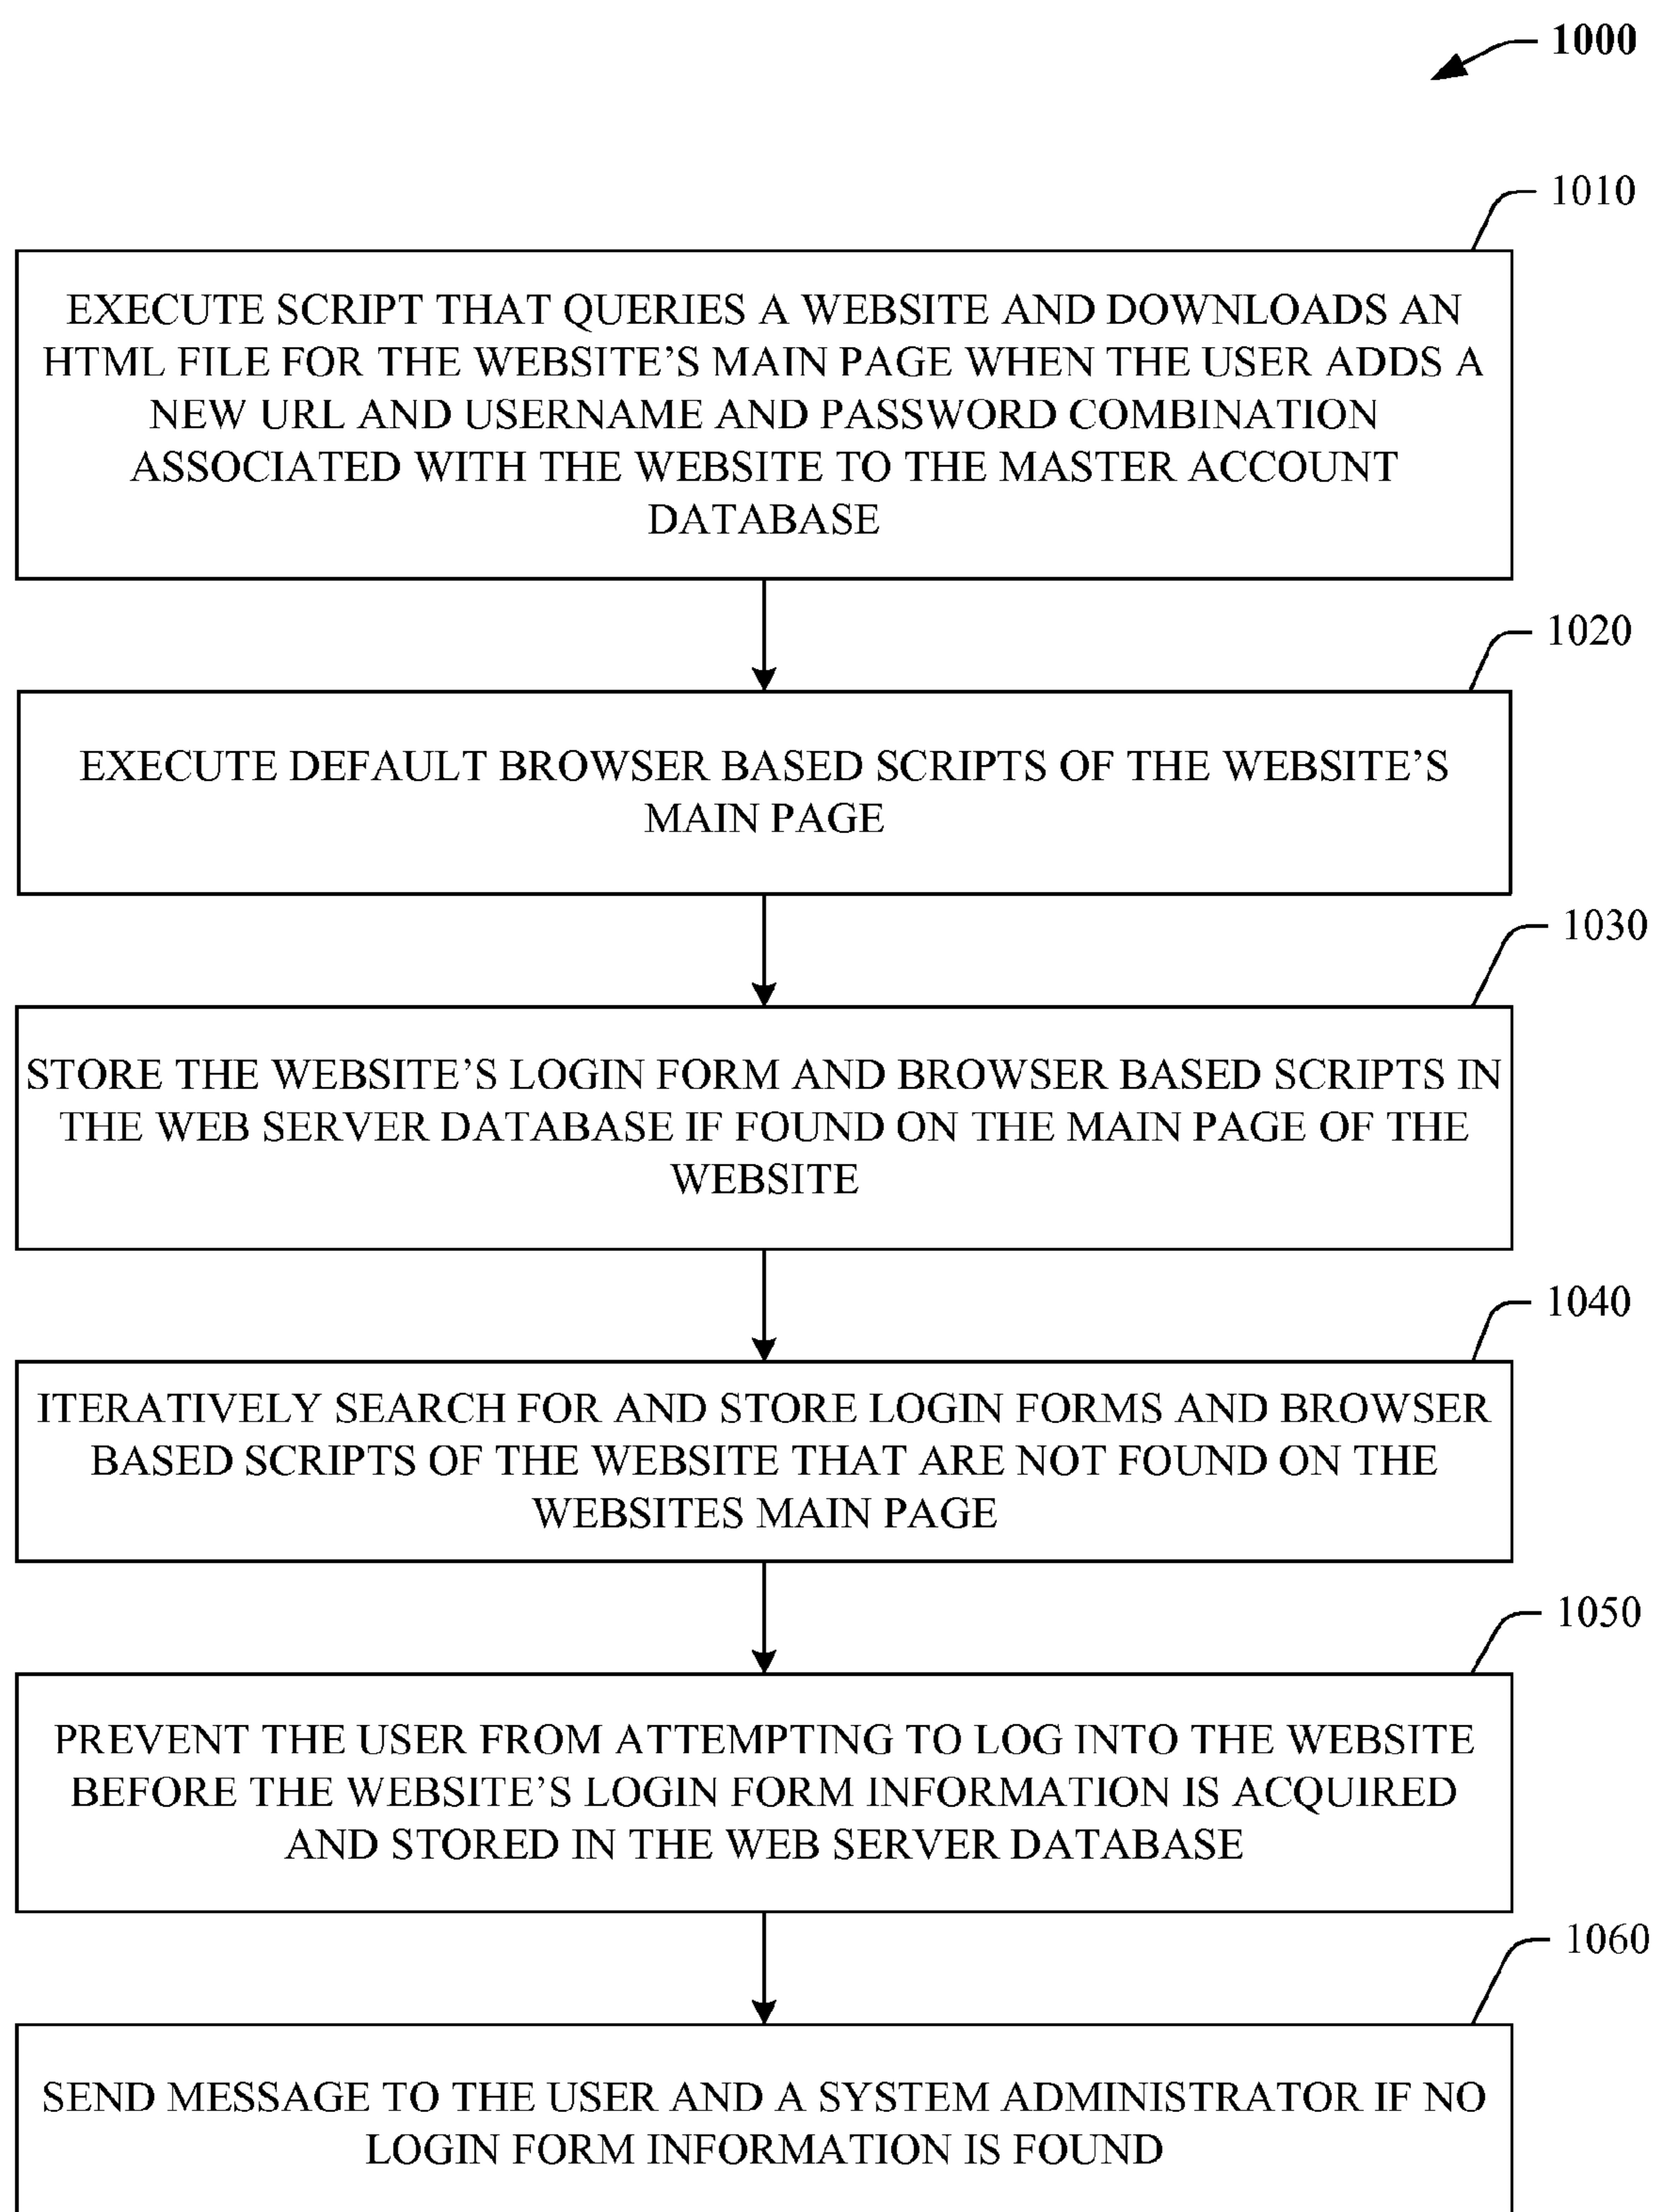 1000
1010
EXECUTE SCRIPT THAT QUERIES A WEBSITE AND DOWNLOADS AN
HTML FILE FOR THE WEBSITE’S MAIN PAGE WHEN THE USER ADDS A
NEW URL AND USERNAME AND PASSWORD COMBINATION
ASSOCIATED WITH THE WEBSITE TO THE MASTER ACCOUNT
DATABASE
1020
EXECUTE DEFAULT BROWSER BASED SCRIPTS OF THE WEBSITE’S
MAIN PAGE
1030
STORE THE WEBSITE’S LOGIN FORM AND BROWSER BASED SCRIPTS IN
THE WEB SERVER DATABASE IF FOUND ON THE MAIN PAGE OF THE
WEBSITE
1040
ITERATIVELY SEARCH FOR AND STORE LOGIN FORMS AND BROWSER
BASED SCRIPTS OF THE WEBSITE THAT ARE NOT FOUND ON THE
WEBSITES MAIN PAGE
1050
PREVENT THE USER FROM ATTEMPTING TO LOG INTO THE WEBSITE
BEFORE THE WEBSITE’S LOGIN FORM INFORMATION IS ACQUIRED
AND STORED IN THE WEB SERVER DATABASE
1060
SEND MESSAGE TO THE USER AND A SYSTEM ADMINISTRATOR IF NO
LOGIN FORM INFORMATION IS FOUND